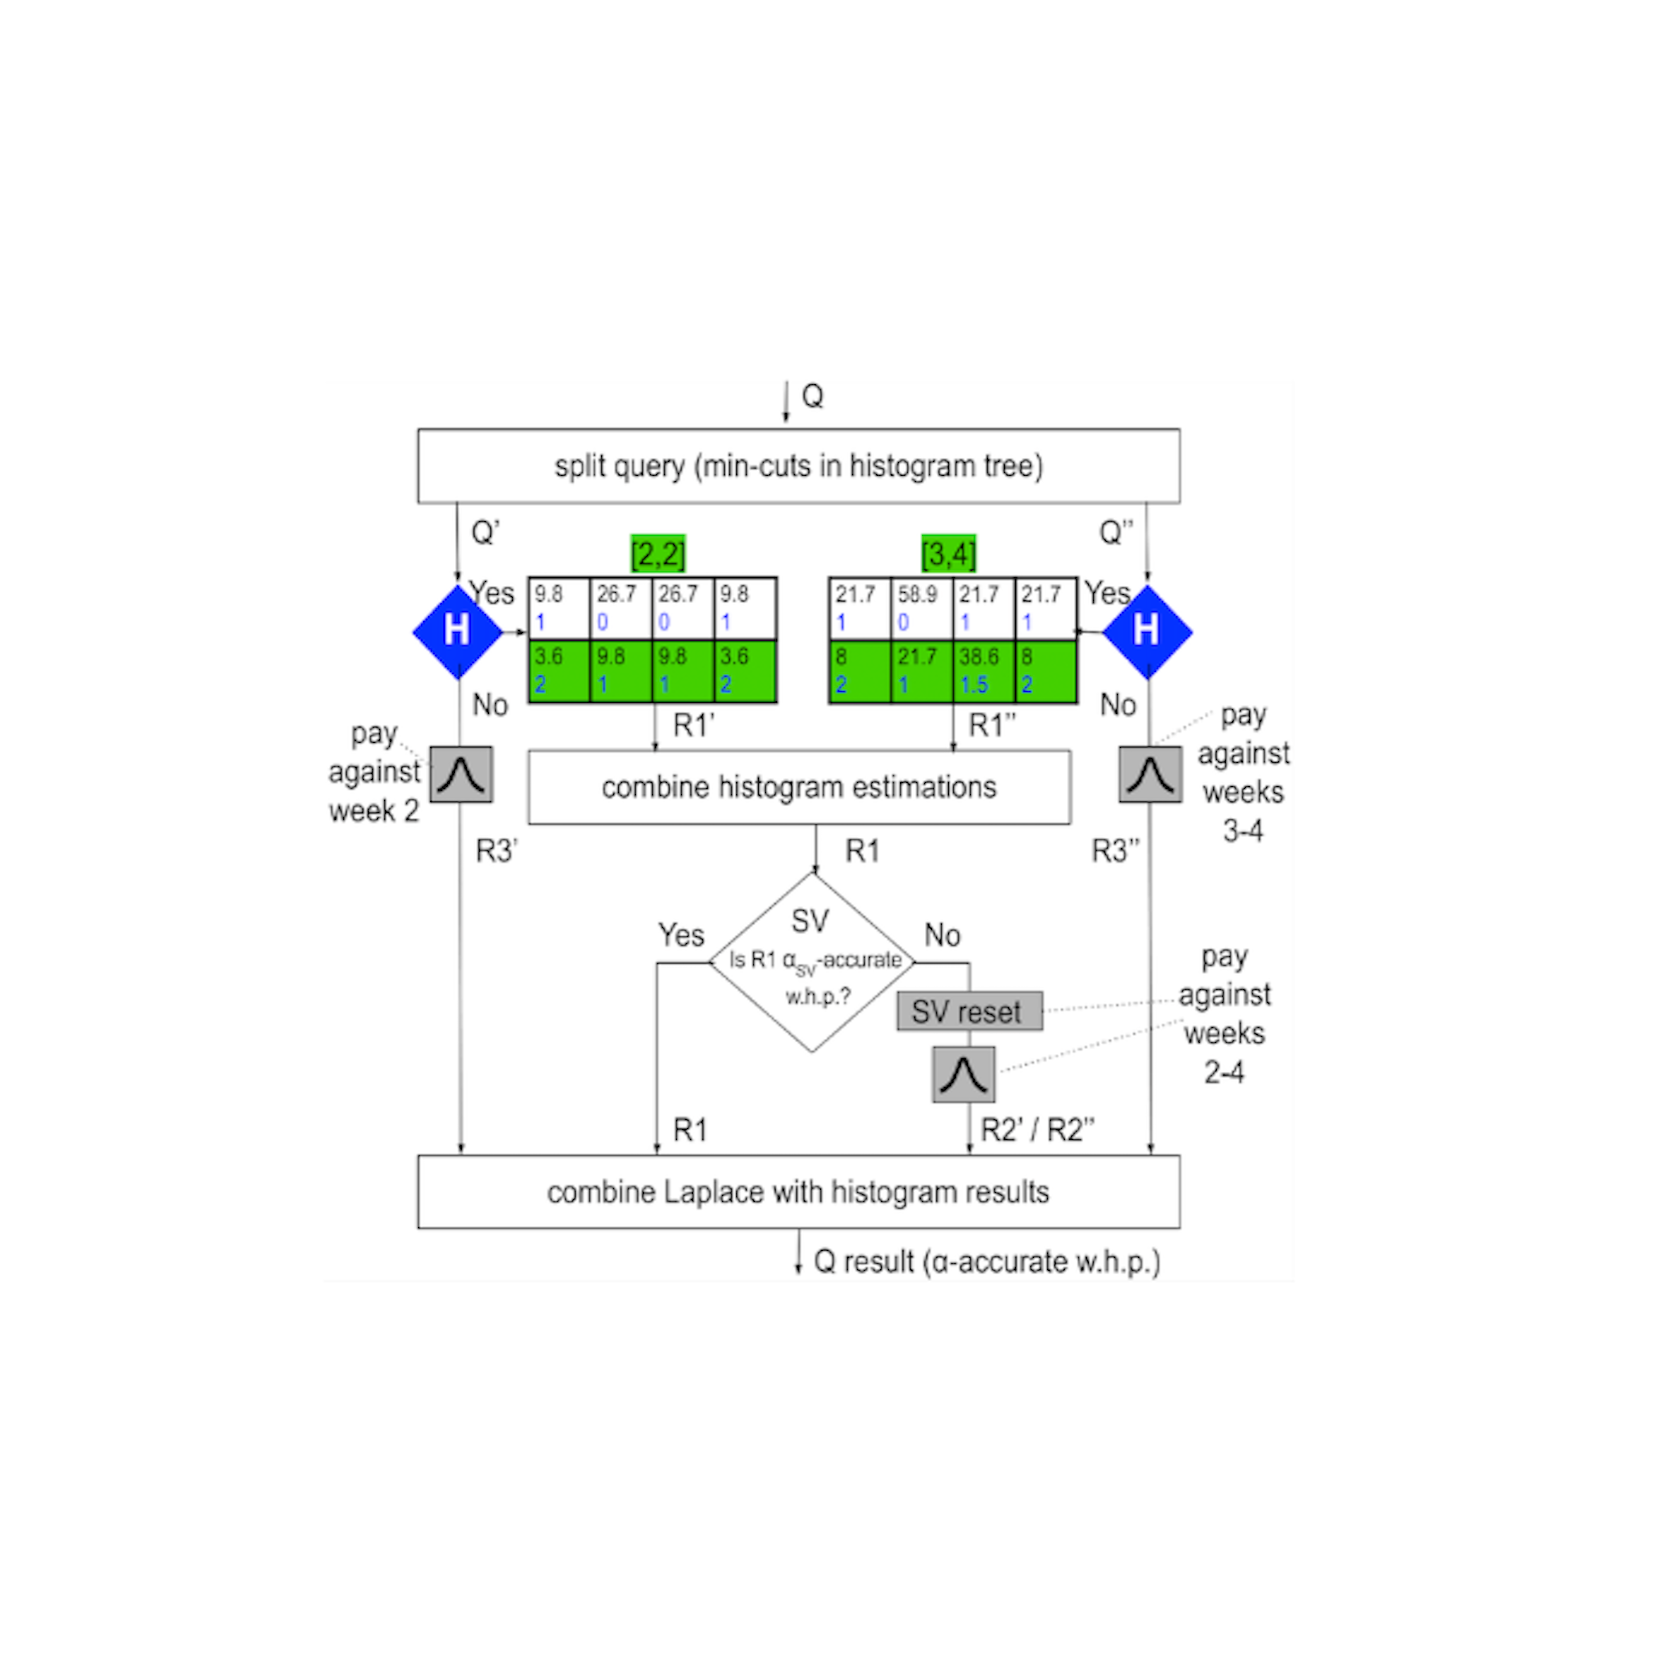 Q
split query (min-cuts in histogram tree)
Q’
Q”
[2,2]
[3,4]
Yes
H
9.8 26.7 26.7 9.8
1 0 0 1
3.6 9.8 9.8 3.6
2 1 1 2
21.7 58.9 21.7 21.7
1 0 1 1
8 21.7 38.6 8
2 1 1.5 2
Yes
H
No
R1’
R1”
No
pay
against
week 2
combine histogram estimations
pay
against
weeks
3-4
R3’
R1
R3”
SV
Is R1 αSV-accurate
w.h.p.?
Yes
No
SV reset
pay
against
weeks
2-4
R1
R2’ / R2”
combine Laplace with histogram results
Q result (α-accurate w.h.p.)